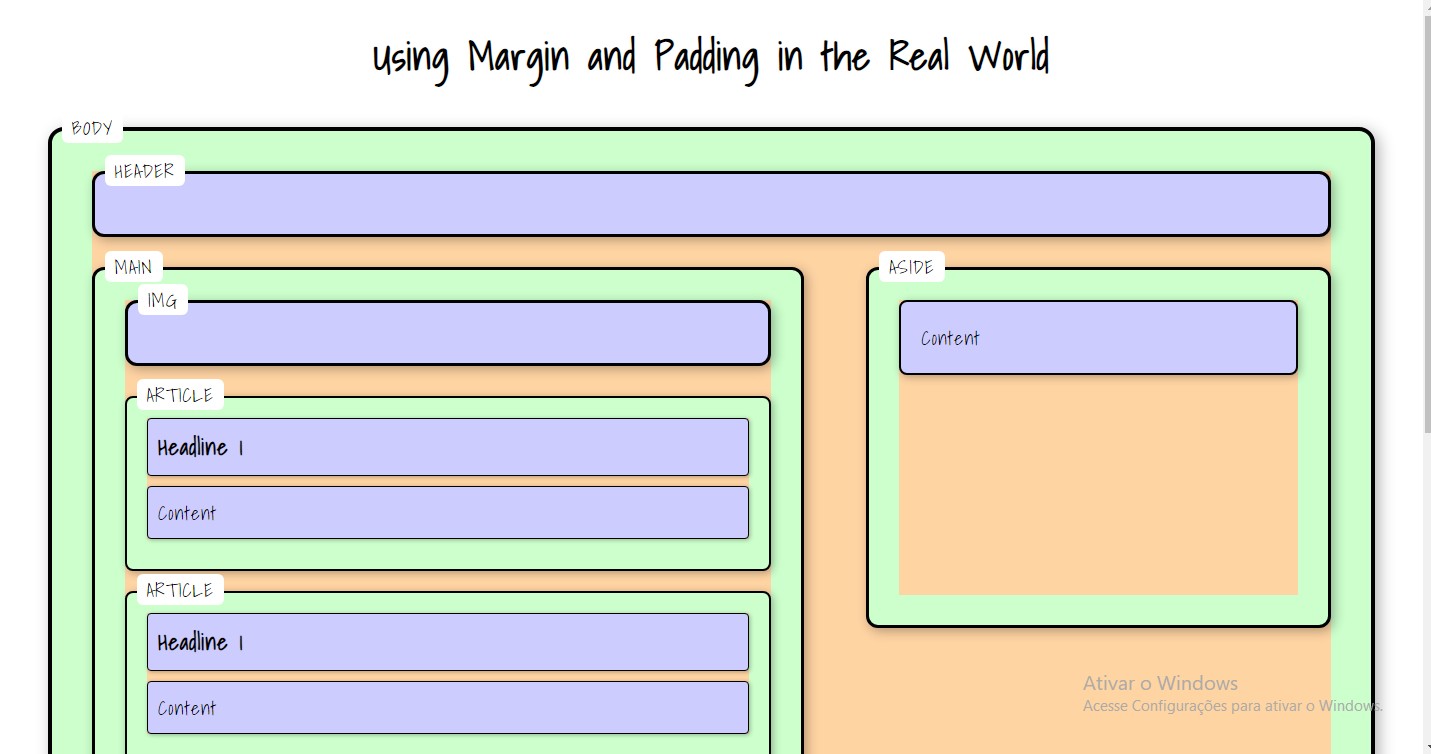 Using Margin and Padding in the Real World
BODY
HEADER
MAIN
IMG
ARTICLE
Headline 1
Content
ARTICLE
Headline 1
Content
ASIDE
Content
Ativar o Windows
Acesse Configurações para ativar o Windows.